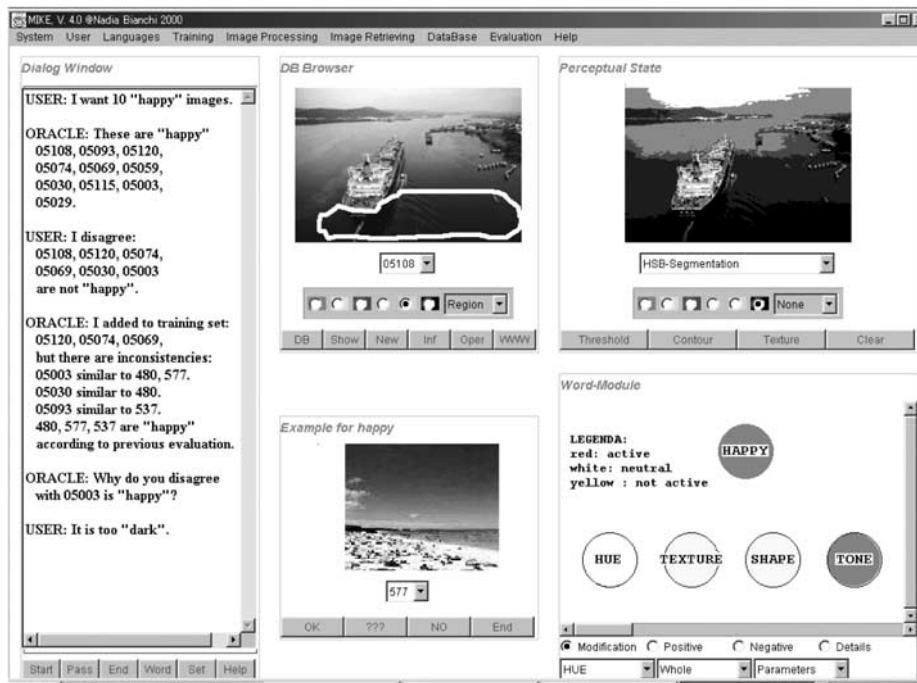 MIKE, V. 4.0 @Nadia Bianchi 2000
System User Languages Training Image Processing Image Retrieving DataBase Evaluation Help
Dialog Window
USER: I want 10 "happy" images.
ORACLE: These are "happy"
05108, 05093, 05120,
05074, 05069, 05059,
05030, 05115, 05003,
05029.
USER: I disagree:
05108, 05120, 05074,
05069, 05030, 05003
are not "happy".
ORACLE: I added to training set:
05120, 05074, 05069,
but there are inconsistencies:
05003 similar to 480, 577.
05030 similar to 480.
05093 similar to 537.
480, 577, 537 are "happy"
according to previous evaluation.
ORACLE: Why do you disagree
with 05003 is "happy"?
USER: It is too "dark".
Start Pass End Word Set Help
DB Browser
05108
Region
DB Show New Inf Oper WWW
Example for happy
577
OK ??? NO End
Perceptual State
HSB-Segmentation
None
Threshold Contour Texture Clear
Word-Module
LEGENDA:
red: active
white: neutral
yellow : not active
HAPPY
HUE TEXTURE SHAPE TONE
Modification Positive Negative Details
HUE Whole Parameters